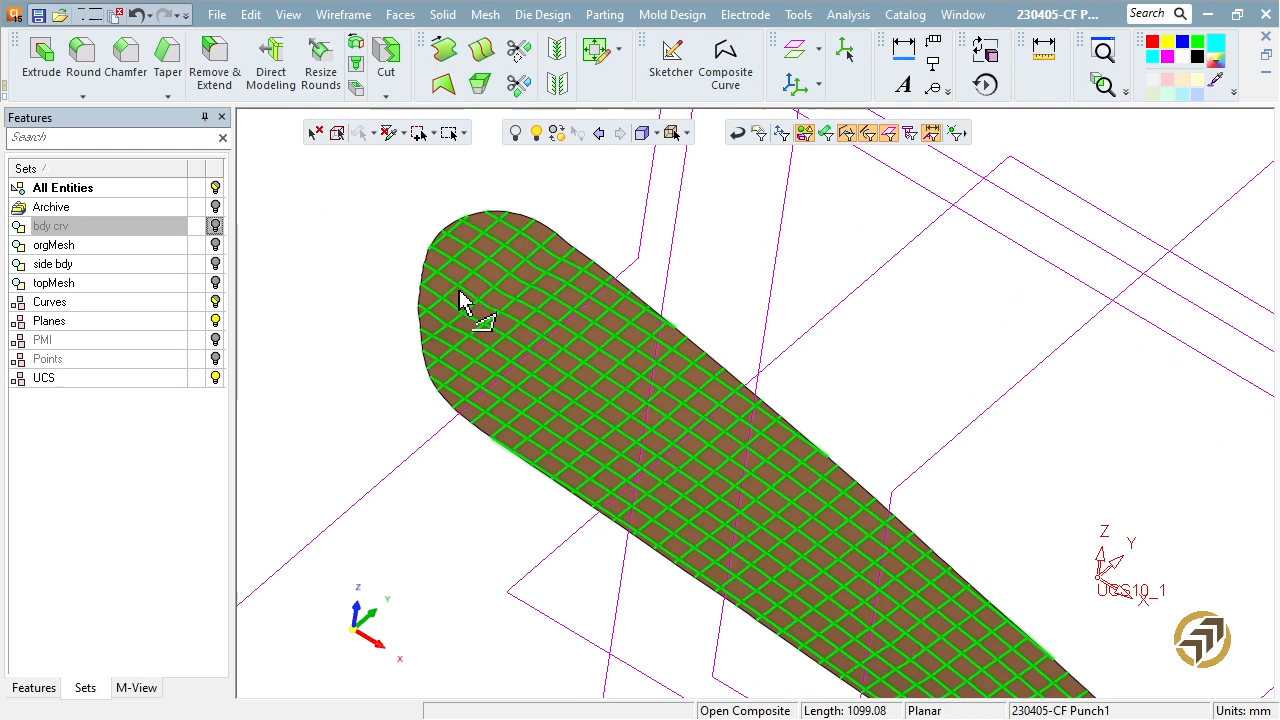 File Edit View Wireframe Faces Solid Mesh Die Design Parting Mold Design Electrode Tools Analysis Catalog Window 230405-CF P... Search
Extrude Round Chamfer Taper Remove & Extend Direct Modeling Resize Rounds Cut Sketcher Composite Curve
Features
Search
Sets
All Entities
Archive
bdy crv
orgMesh
side bdy
topMesh
Curves
Planes
PMI
Points
UCS
Z
Y
X
Z
Y
X
UCS10_1
Features Sets M-View
Open Composite Length: 1099.08 Planar 230405-CF Punch1 Units: mm